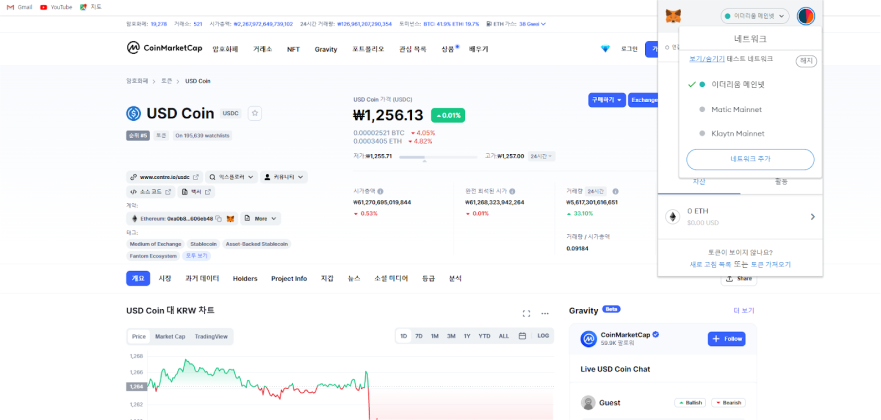 Gmail YouTube 지도
암호화폐: 19,278 거래소: 521 시가총액: ₩2,267,972,649,739,102 24시간 거래량: ₩126,961,207,290,354 도미넌스: BTC: 41.9% ETH: 19.7% ETH 가스: 36 Gwei
CoinMarketCap 암호화폐 거래소 NFT Gravity 포트폴리오 관심 목록 상품 배우기 로그인
암호화폐 > 토큰 > USD Coin
USD Coin USDC
순위 #5 토큰 On 195,639 watchlists
USD Coin 가격 (USDC)
₩1,256.13 0.01%
0.00002521 BTC 4.05%
0.0003405 ETH 4.82%
저가: ₩1,255.71 고가: ₩1,257.00 24시간
구매하기 Exchange
www.centre.io/usdc 익스플로러 커뮤니티
소스 코드 백서
계약:
Ethereum: 0xa0b8...606eb48 More
태그:
Medium of Exchange Stablecoin Asset-Backed Stablecoin
Fantom Ecosystem 모두 보기
시가총액
₩61,270,685,019,844
0.53%
완전 희석된 시가
₩61,268,323,942,264
0.01%
거래량 24시간
₩5,617,301,616,651
33.10%
거래량 / 시가총액
0.09184
이더리움 메인넷
네트워크
보기/숨기기 테스트 네트워크 해지
이더리움 메인넷
Matic Mainnet
Klaytn Mainnet
네트워크 추가
자산 활동
0 ETH
$0.00 USD
토큰이 보이지 않나요?
새로 고침 목록 또는 토큰 가져오기
개요 시장 과거 데이터 Holders Project Info 지갑 뉴스 소셜 미디어 등급 분석 Share
USD Coin 대 KRW 차트
Price Market Cap TradingView 1D 7D 1M 3M 1Y YTD ALL LOG
1,266
1,264
1,262
Gravity Beta 더 보기
CoinMarketCap
59.9K 팔로워
Follow
Live USD Coin Chat
Guest Bullish Bearish